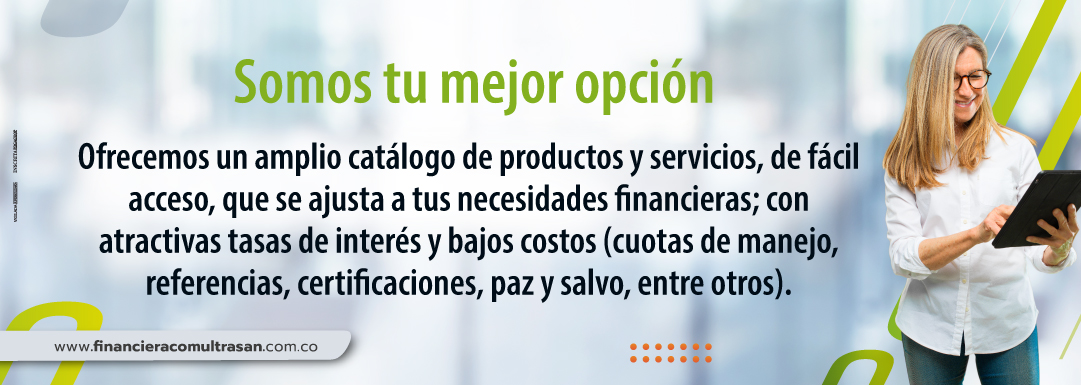 Somos tu mejor opción
Ofrecemos un amplio catálogo de productos y servicios, de fácil
acceso, que se ajusta a tus necesidades financieras; con
atractivas tasas de interés y bajos costos (cuotas de manejo,
referencias, certificaciones, paz y salvo, entre otros).
www.financieracomultrasan.com.co